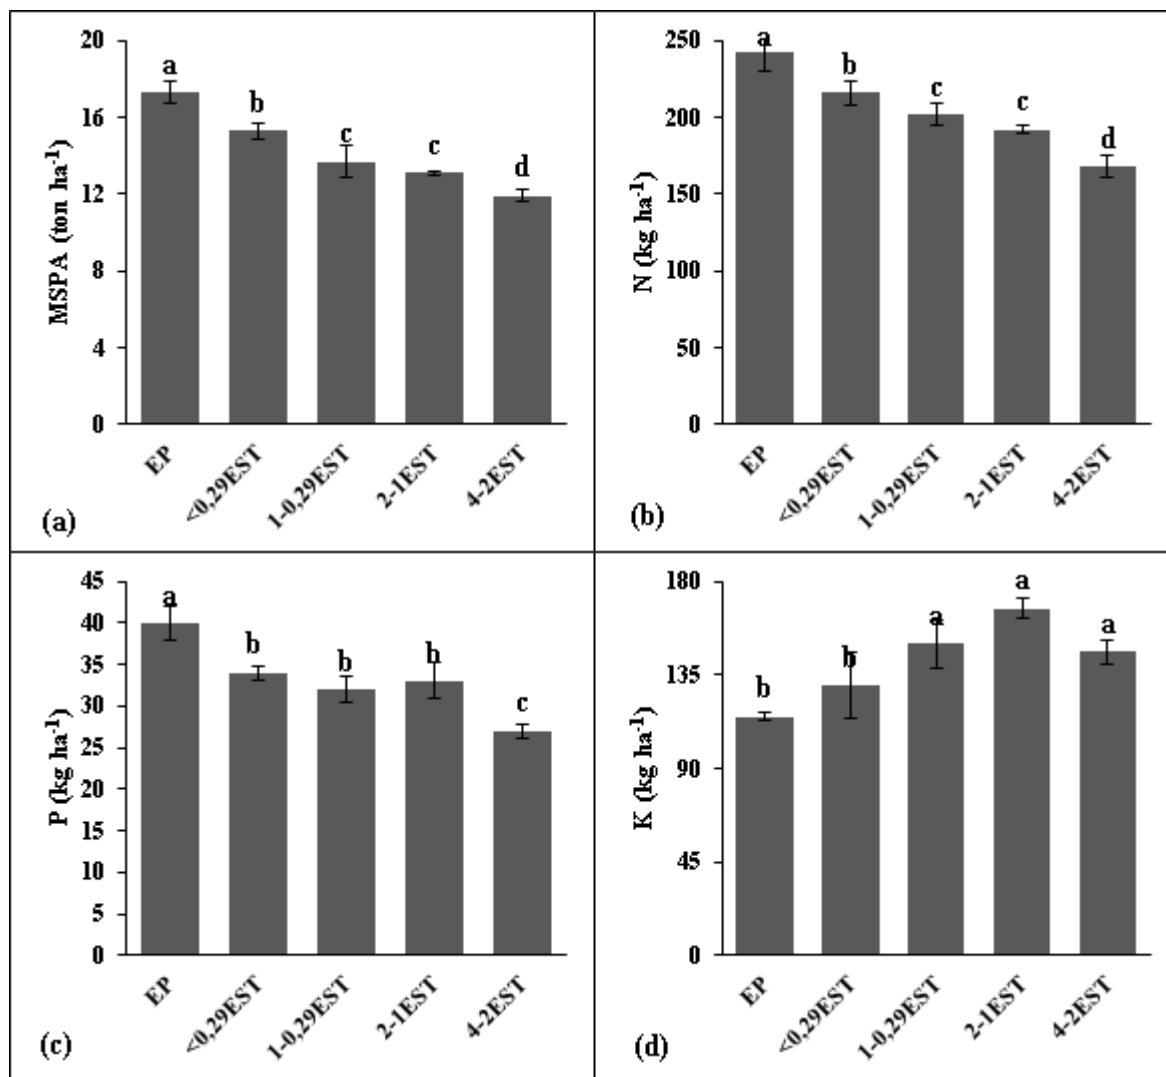 MSPA (ton ha⁻¹)
20
16
12
8
4
0
a
b
c
c
d
EP
<0,29EST
1-0,29EST
2-1EST
4-2EST
(a)
N (kg ha⁻¹)
250
200
150
100
50
0
a
b
c
c
d
EP
<0,29EST
1-0,29EST
2-1EST
4-2EST
(b)
P (kg ha⁻¹)
45
40
35
30
25
20
15
10
5
0
a
b
b
b
c
EP
<0,29EST
1-0,29EST
2-1EST
4-2EST
(c)
K (kg ha⁻¹)
180
135
90
45
0
b
b
a
a
a
EP
<0,29EST
1-0,29EST
2-1EST
4-2EST
(d)